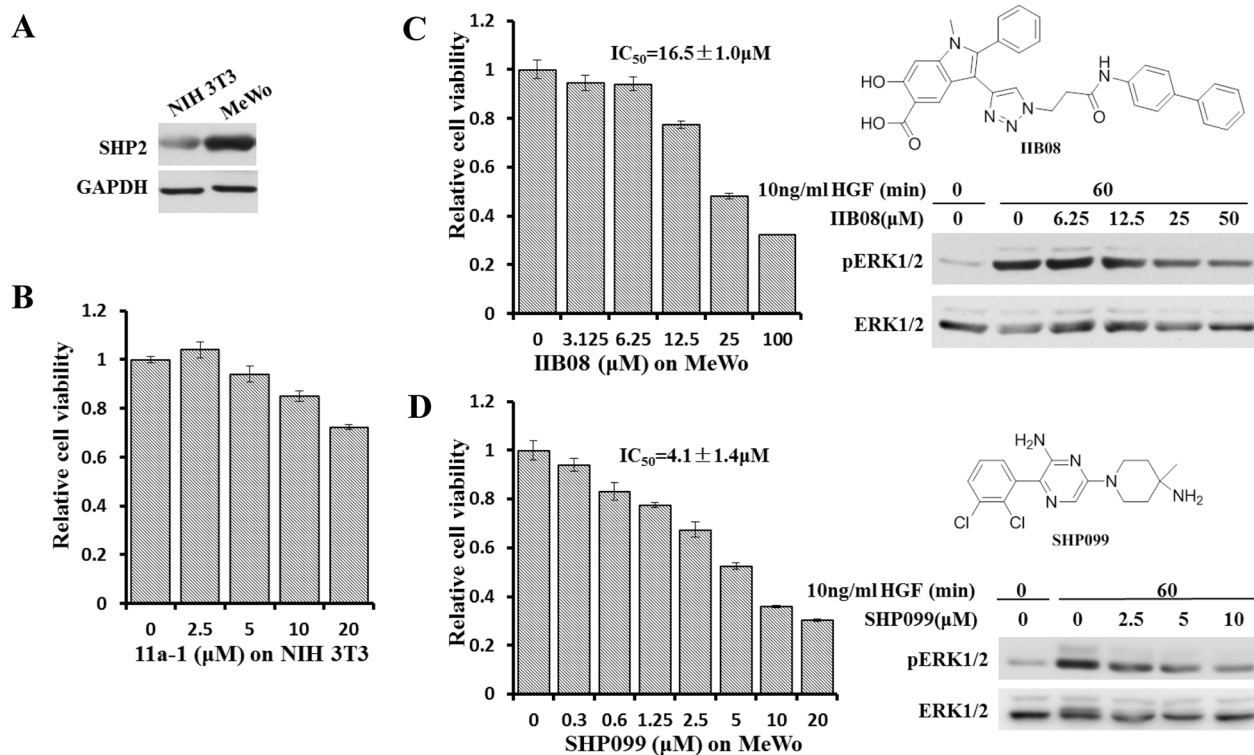 A
NIH 3T3
MeWo
SHP2
GAPDH
B
Relative cell viability
1.2
1
0.8
0.6
0.4
0.2
0
0 2.5 5 10 20
11a-1 (μM) on NIH 3T3
C
Relative cell viability
1.2
1
0.8
0.6
0.4
0.2
0
IC50=16.5±1.0μM
0 3.125 6.25 12.5 25 100
IIB08 (μM) on MeWo
N
HO
HO
O
N
N=N
O
HN
IIB08
10ng/ml HGF (min) 0 60
IIB08(μM) 0 0 6.25 12.5 25 50
pERK1/2
ERK1/2
D
Relative cell viability
1.2
1
0.8
0.6
0.4
0.2
0
IC50=4.1±1.4μM
0 0.3 0.6 1.25 2.5 5 10 20
SHP099 (μM) on MeWo
H2N
N
N
N
NH2
Cl
Cl
SHP099
10ng/ml HGF (min) 0 60
SHP099(μM) 0 0 2.5 5 10
pERK1/2
ERK1/2